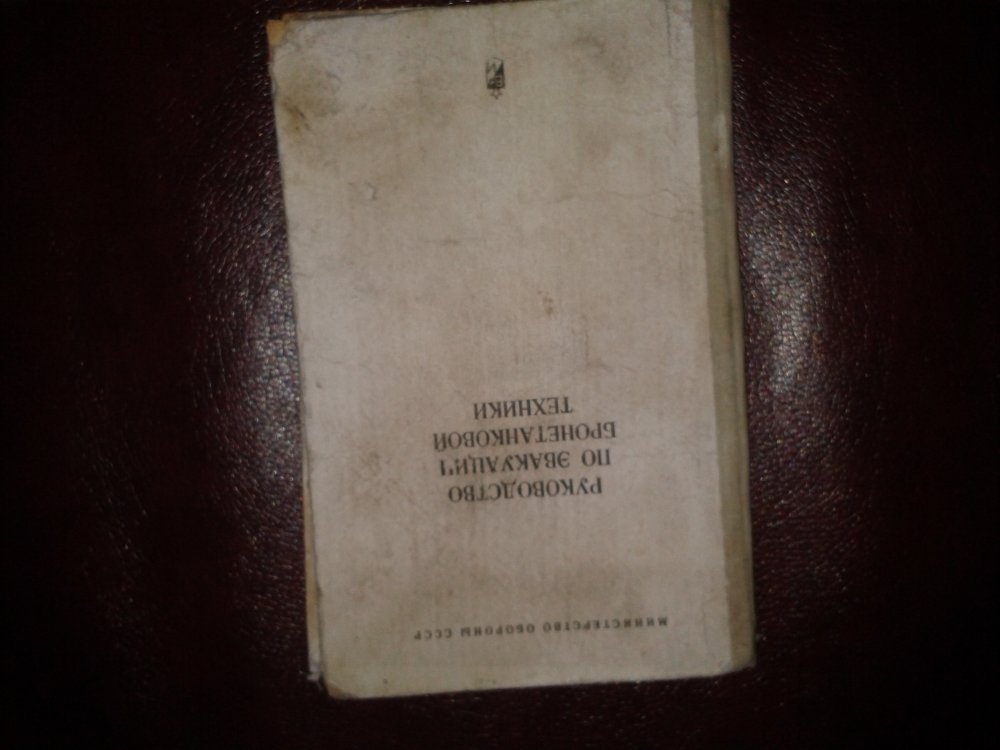 МИНИСТЕРСТВО ОБОРОНЫ СССР
РУКОВОДСТВО
ПО ЭВАКУАЦИИ
БРОНЕТАНКОВОЙ
ТЕХНИКИ